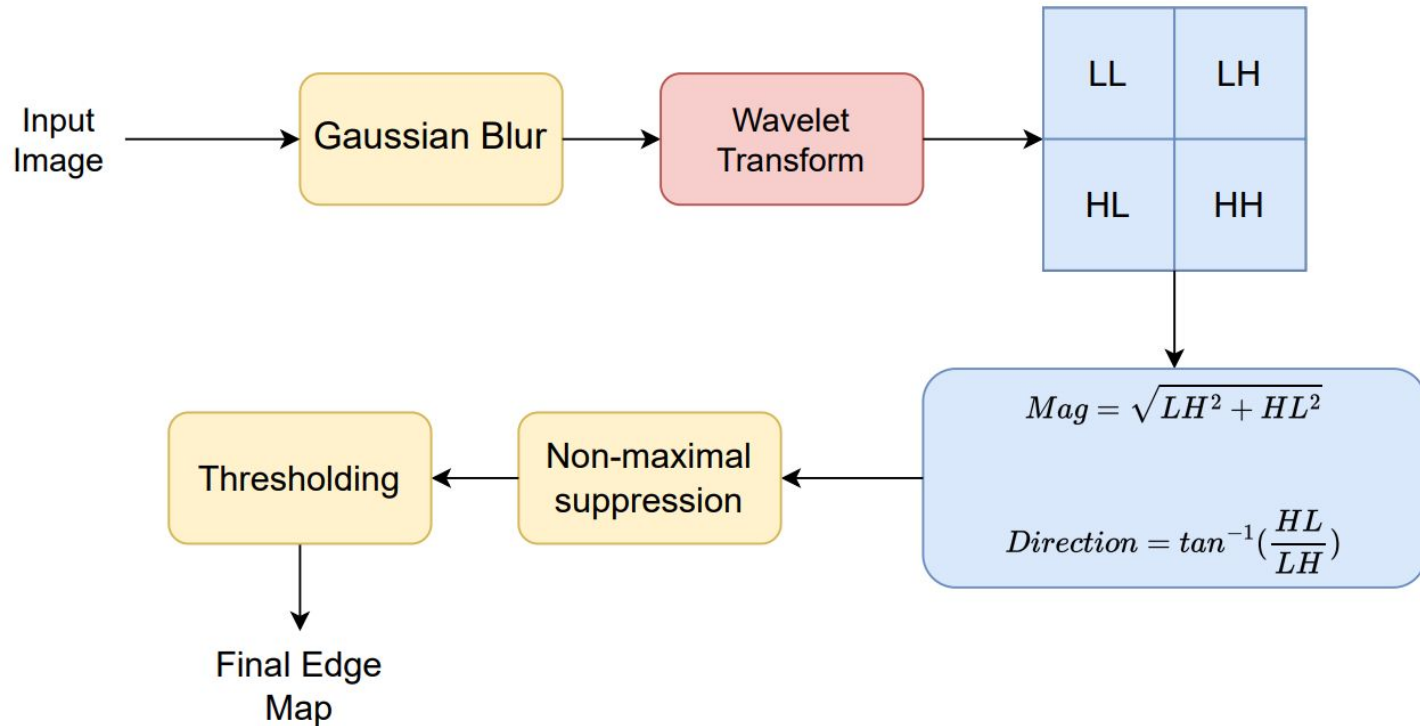 Input
Image
Gaussian Blur
Wavelet
Transform
LL
LH
HL
HH
Mag = √LH² + HL²
Direction = tan⁻¹(HL/LH)
Non-maximal
suppression
Thresholding
Final Edge
Map